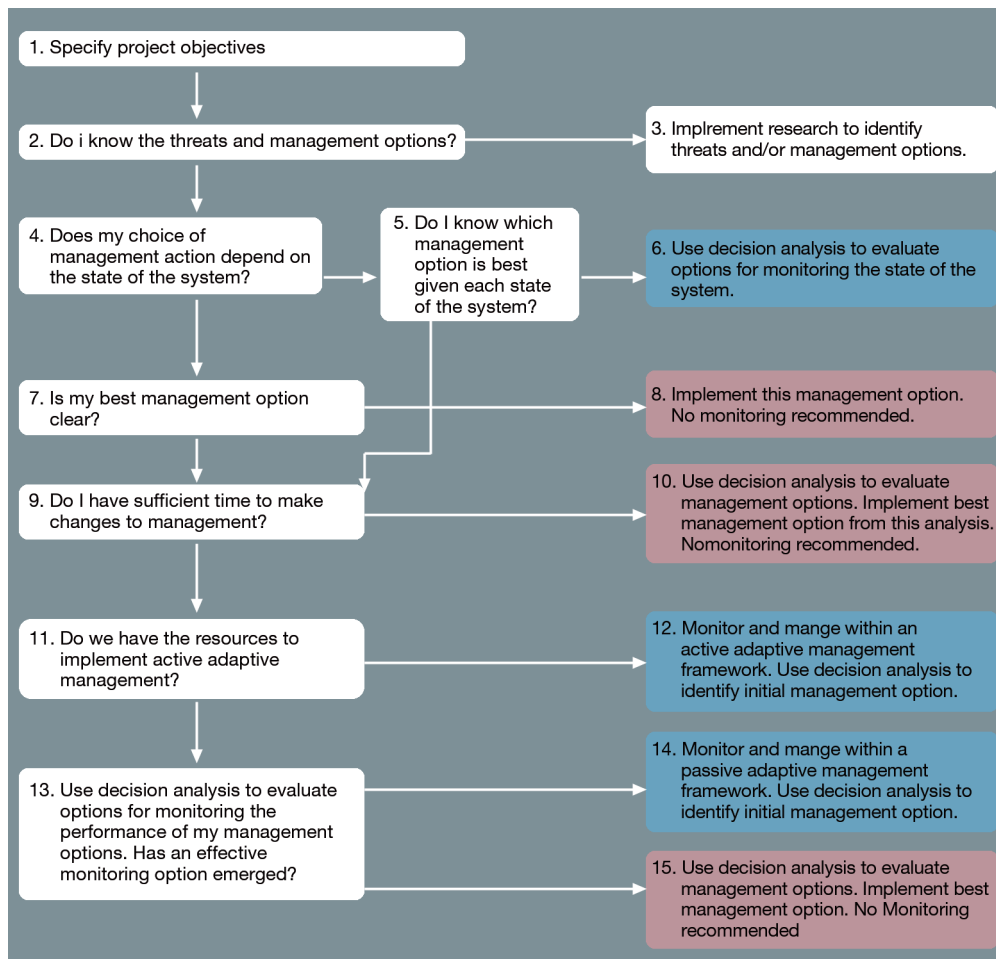 1. Specify project objectives
2. Do i know the threats and management options?
3. Implrement research to identify
threats and/or management options.
4. Does my choice of
management action depend on
the state of the system?
5. Do I know which
management
option is best
given each state
of the system?
6. Use decision analysis to evaluate
options for monitoring the state of the
system.
7. Is my best management option
clear?
8. Implement this management option.
No monitoring recommended.
9. Do I have sufficient time to make
changes to management?
10. Use decision analysis to evaluate
management options. Implement best
management option from this analysis.
Nomonitoring recommended.
11. Do we have the resources to
implement active adaptive
management?
12. Monitor and mange within an
active adaptive management
framework. Use decision analysis to
identify initial management option.
13. Use decision analysis to evaluate
options for monitoring the
performance of my management
options. Has an effective
monitoring option emerged?
14. Monitor and mange within a
passive adaptive management
framework. Use decision analysis to
identify initial management option.
15. Use decision analysis to evaluate
management options. Implement best
management option. No Monitoring
recommended